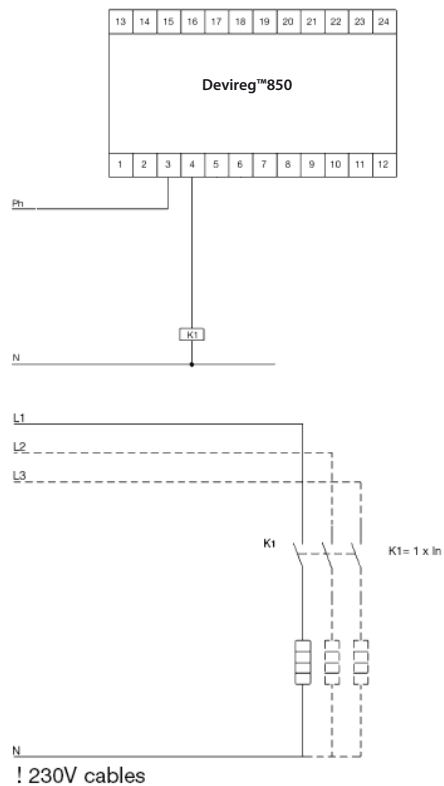 13 14 15 16 17 18 19 20 21 22 23 24
Devireg™850
1 2 3 4 5 6 7 8 9 10 11 12
Ph
K1
N
L1
L2
L3
K1
K1= 1 x In
N
! 230V cables